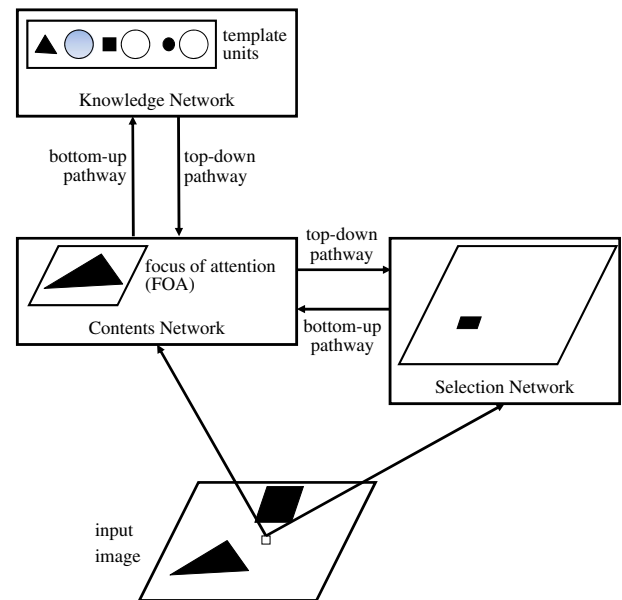 template
units
Knowledge Network
bottom-up
pathway
top-down
pathway
focus of attention
(FOA)
Contents Network
top-down
pathway
bottom-up
pathway
Selection Network
input
image